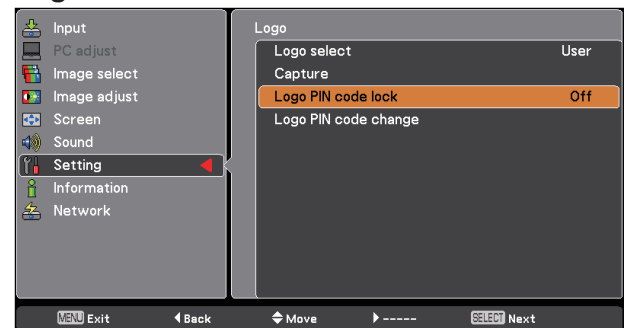 Input
PC adjust
Image select
Image adjust
Screen
Sound
Setting
Information
Network
Logo
Logo select User
Capture
Logo PIN code lock Off
Logo PIN code change
MENU Exit Back Move ----- SELECT Next